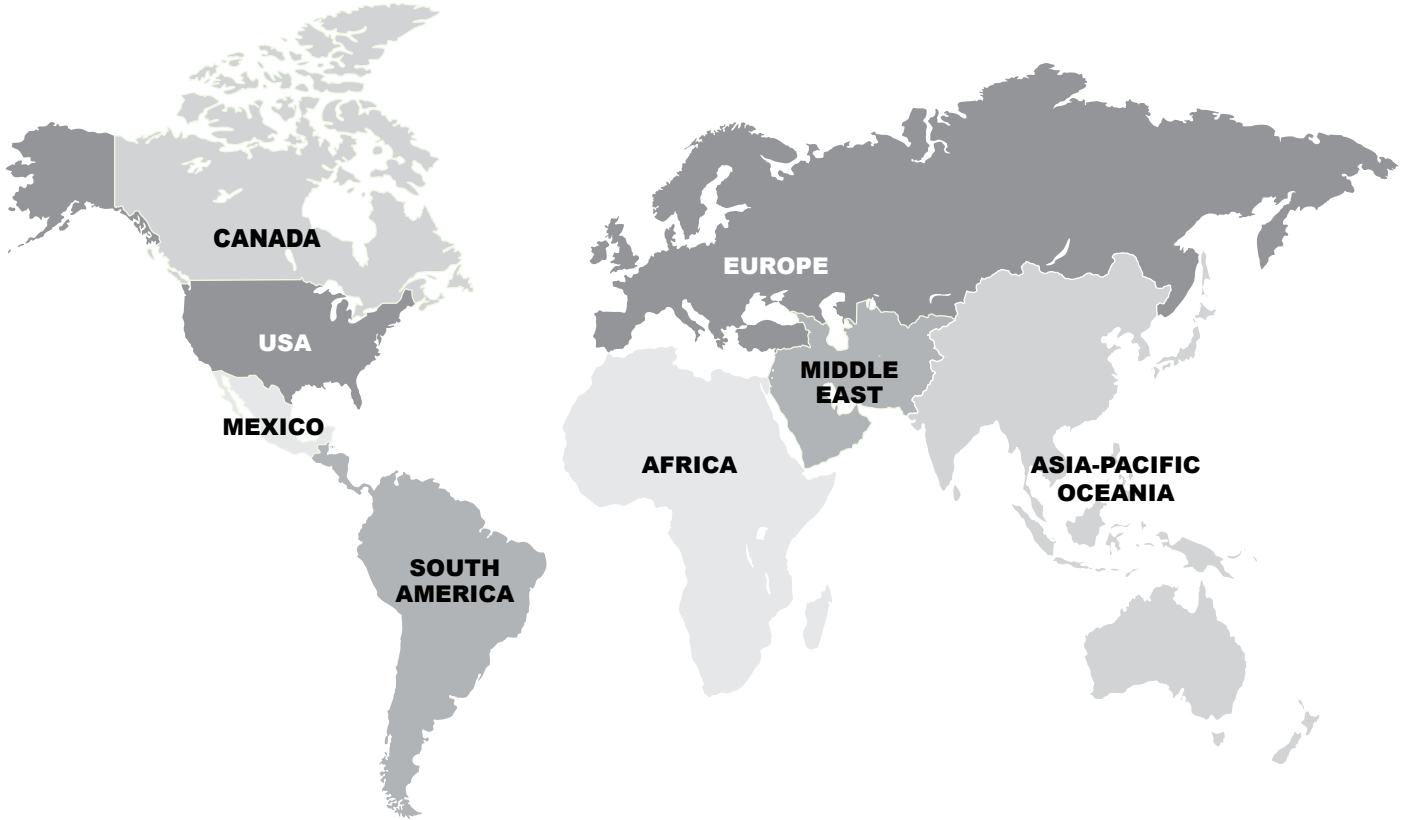 CANADA
EUROPE
USA
MIDDLE
EAST
MEXICO
AFRICA
ASIA-PACIFIC
OCEANIA
SOUTH
AMERICA